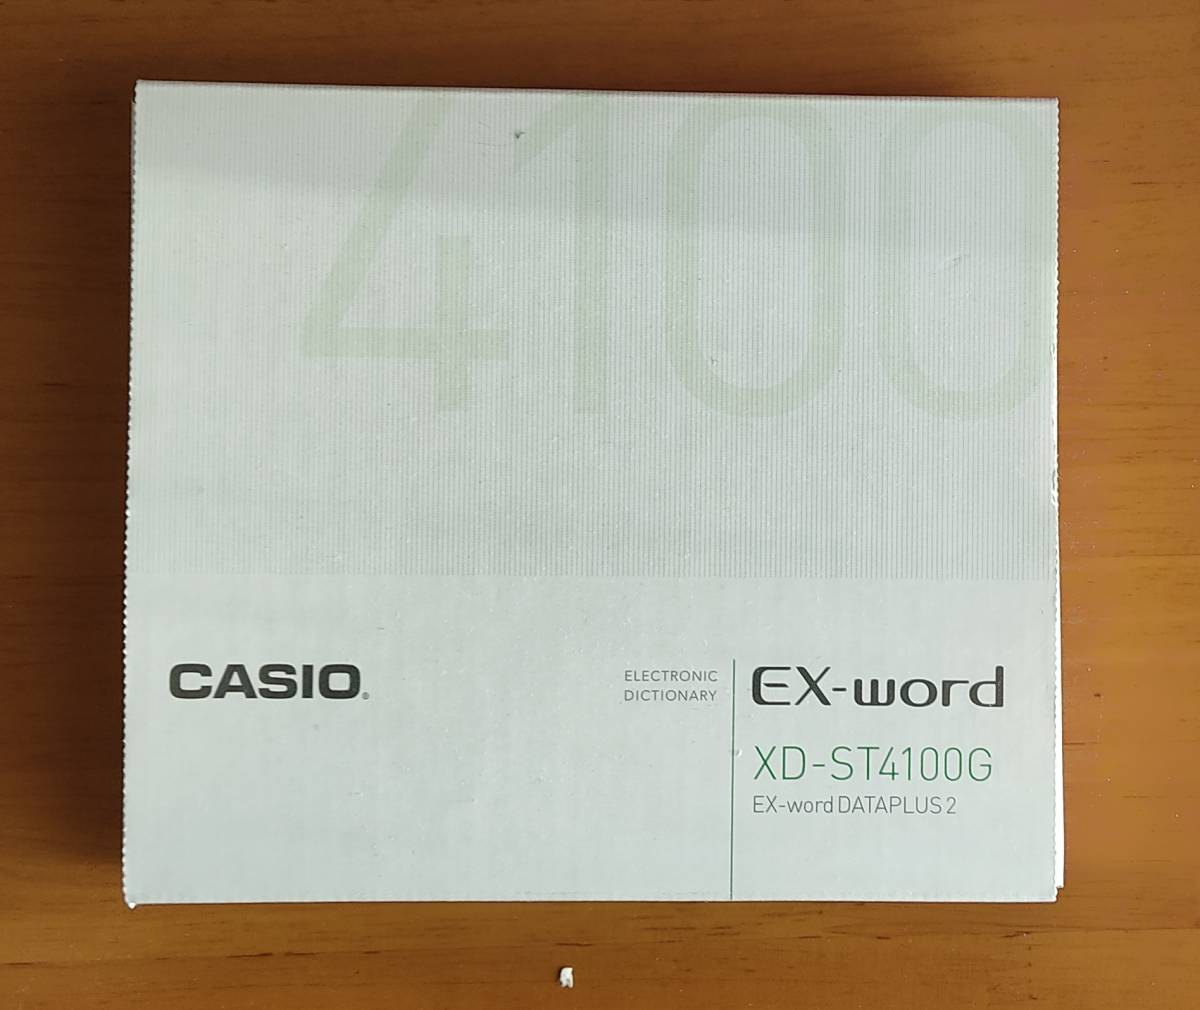 4100
CASIO®
ELECTRONIC
DICTIONARY
EX-word
XD-ST4100G
EX-word DATAPLUS 2